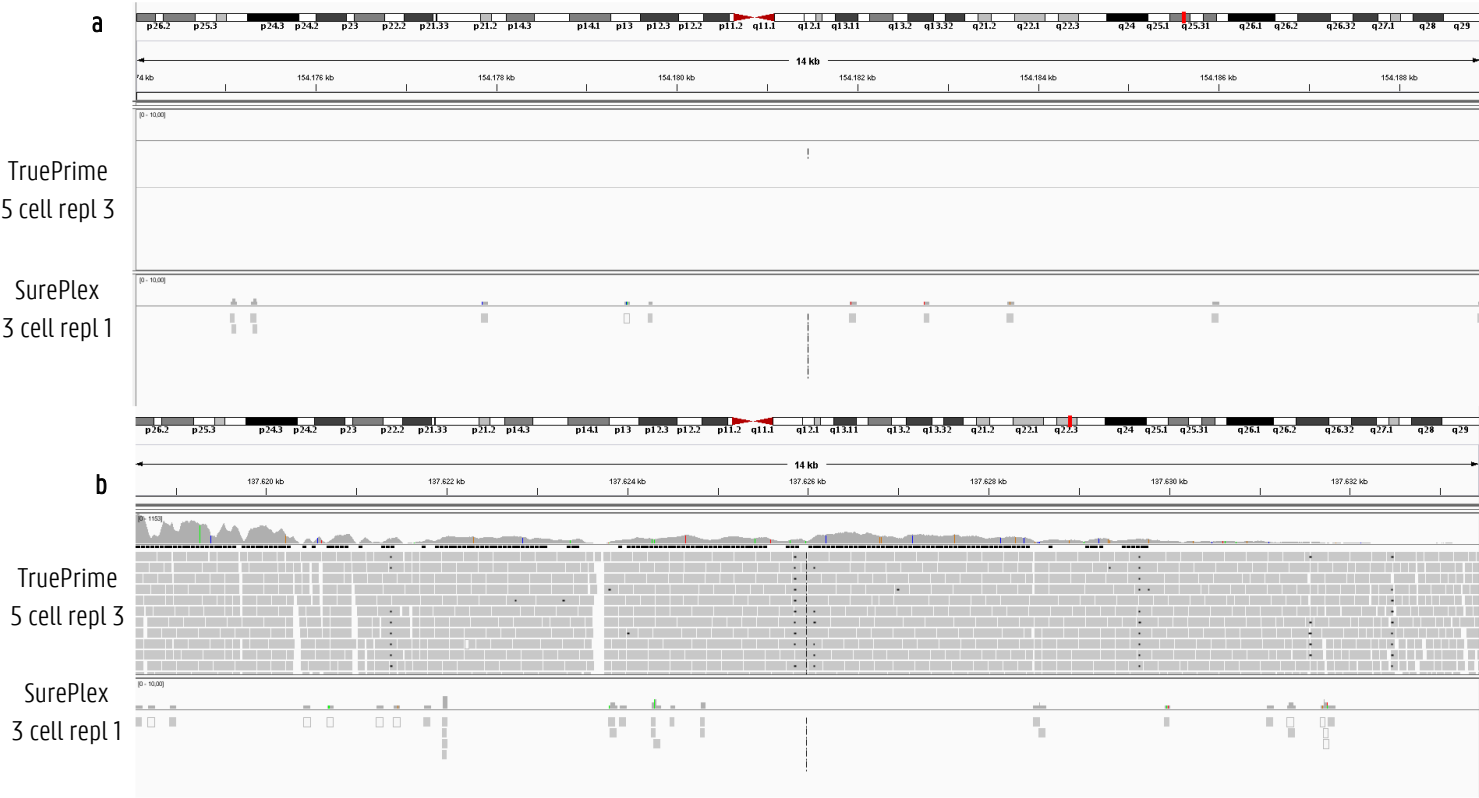 a
p26.2 p25.3 p24.3 p24.2 p23 p22.2 p21.33 p21.2 p14.3 p14.1 p13 p12.3 p12.2 p11.2 q11.1 q12.1 q13.11 q13.2 q13.32 q21.2 q22.1 q22.3 q24 q25.1 q25.31 q26.1 q26.2 q26.32 q27.1 q28 q29
14 kb
74 kb 154.176 kb 154.178 kb 154.180 kb 154.182 kb 154.184 kb 154.186 kb 154.188 kb
[0 - 10,00]
TruePrime
5 cell repl 3
[0 - 10,00]
SurePlex
3 cell repl 1
p26.2 p25.3 p24.3 p24.2 p23 p22.2 p21.33 p21.2 p14.3 p14.1 p13 p12.3 p12.2 p11.2 q11.1 q12.1 q13.11 q13.2 q13.32 q21.2 q22.1 q22.3 q24 q25.1 q25.31 q26.1 q26.2 q26.32 q27.1 q28 q29
b
14 kb
137.620 kb 137.622 kb 137.624 kb 137.626 kb 137.628 kb 137.630 kb 137.632 kb
[0 - 1153]
TruePrime
5 cell repl 3
[0 - 10,00]
SurePlex
3 cell repl 1